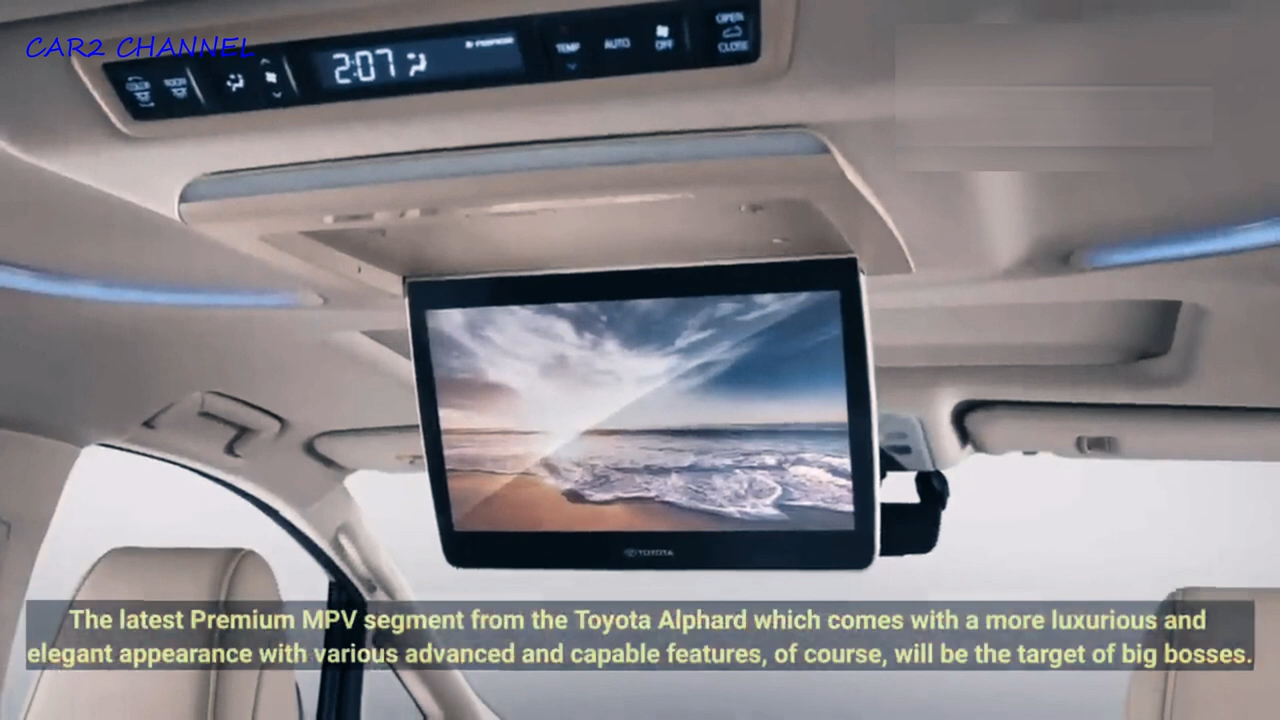 CAR2 CHANNEL
2:07
TEMP
AUTO
OFF
OPEN
CLOSE
TOYOTA
The latest Premium MPV segment from the Toyota Alphard which comes with a more luxurious and
elegant appearance with various advanced and capable features, of course, will be the target of big bosses.